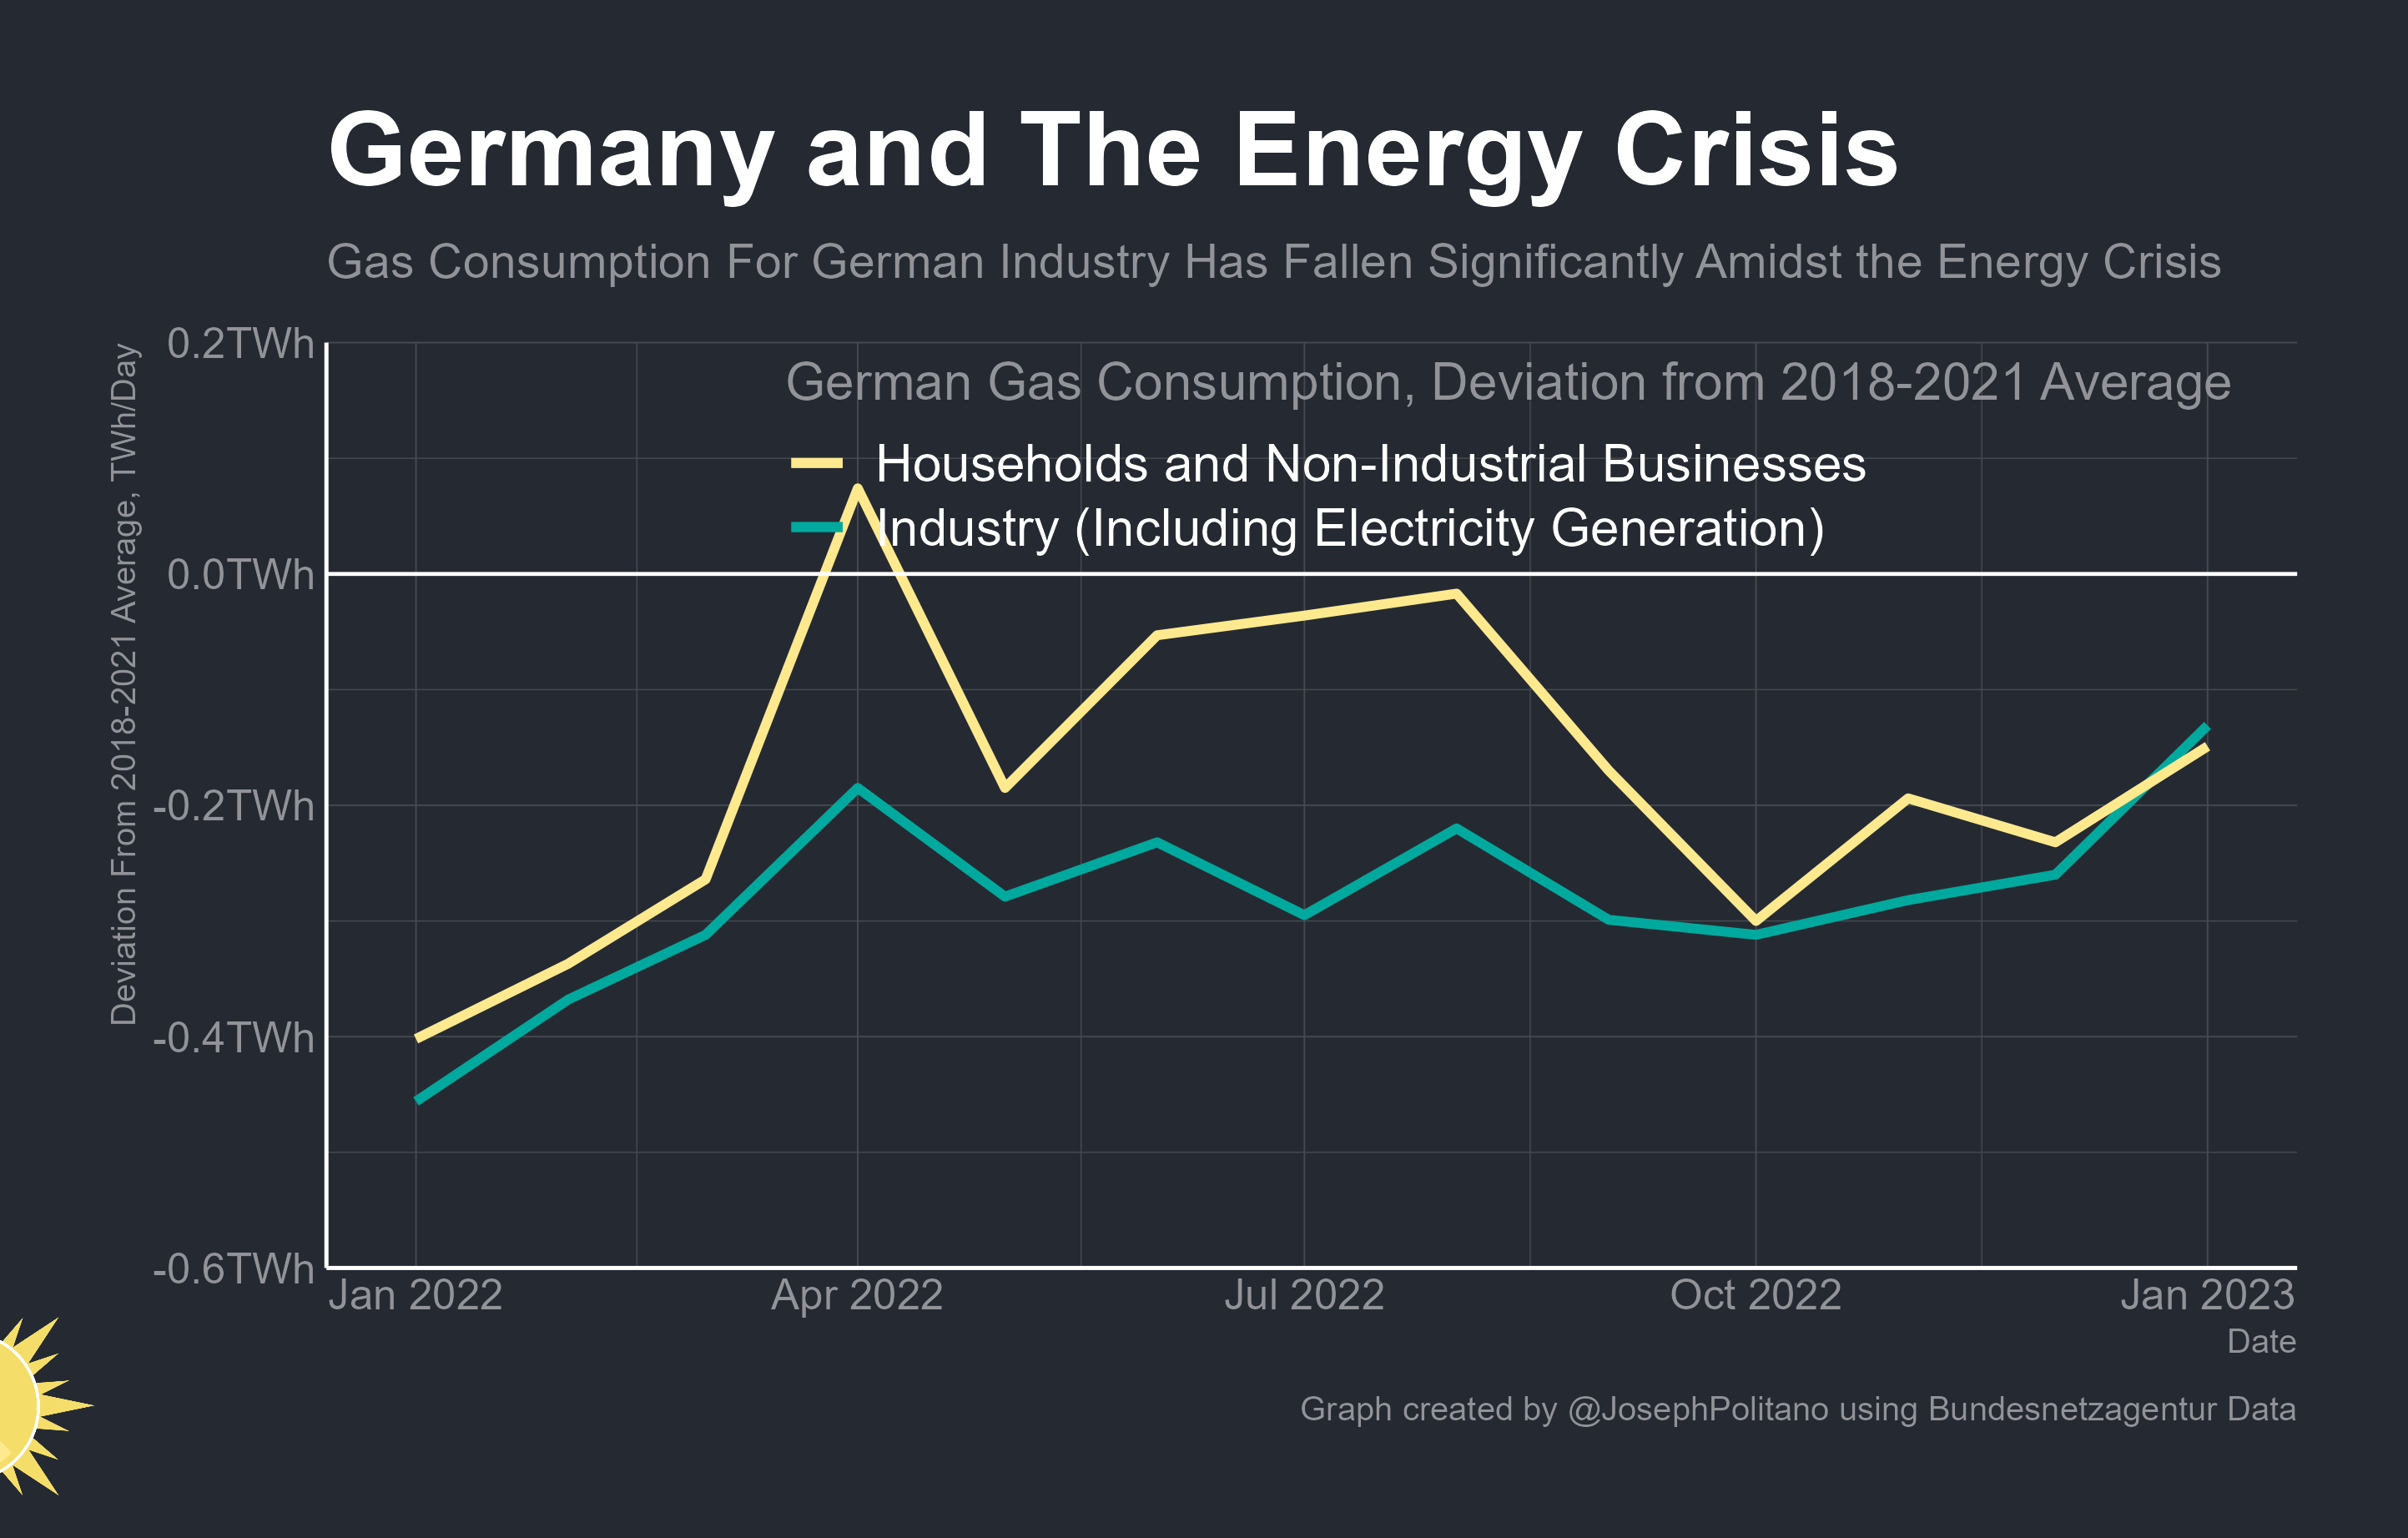 Germany and The Energy Crisis
Gas Consumption For German Industry Has Fallen Significantly Amidst the Energy Crisis
Deviation From 2018-2021 Average, TWh/Day
0.2TWh
0.0TWh
-0.2TWh
-0.4TWh
-0.6TWh
German Gas Consumption, Deviation from 2018-2021 Average
Households and Non-Industrial Businesses
Industry (Including Electricity Generation)
Jan 2022
Apr 2022
Jul 2022
Oct 2022
Jan 2023
Date
Graph created by @JosephPolitano using Bundesnetzagentur Data